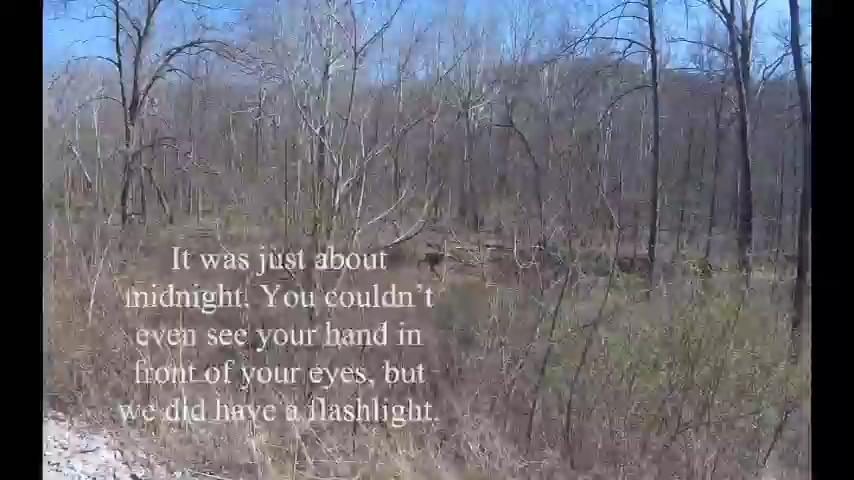 It was just about
midnight. You couldn't
even see your hand in
front of your eyes, but
we did have a flashlight.